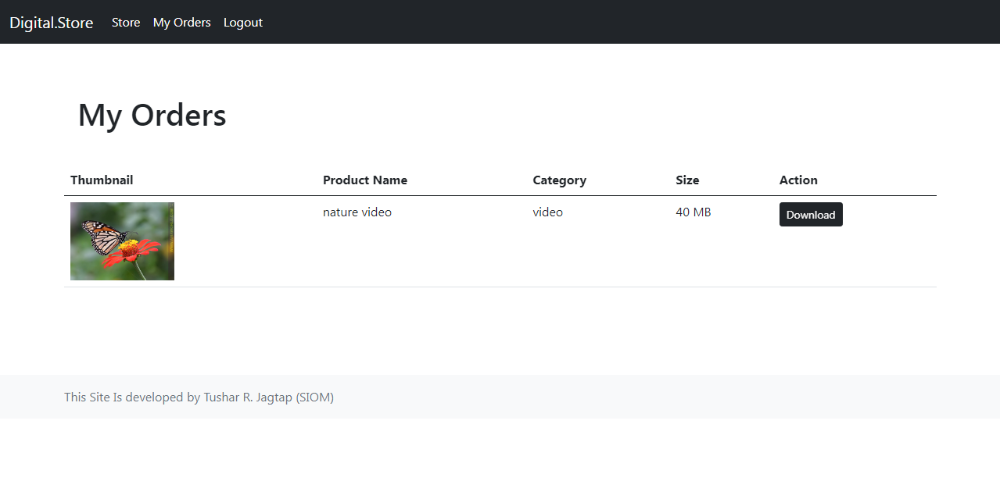 Digital.Store Store My Orders Logout
My Orders
Thumbnail Product Name Category Size Action
nature video video 40 MB Download
This Site Is developed by Tushar R. Jagtap (SIOM)